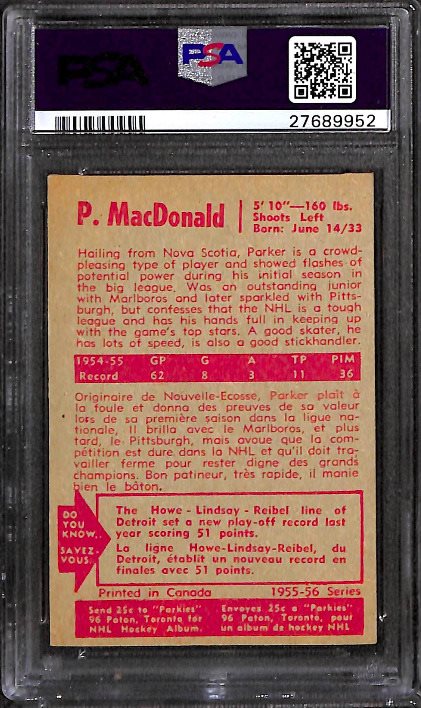 PSA
27689952
P. MacDonald
5' 10"—160 lbs.
Shoots Left
Born: June 14/33
Hailing from Nova Scotia, Parker is a crowd-
pleasing type of player and showed flashes of
potential power during his initial season in
the big league. Was an outstanding junior
with Marlboros and later sparkled with Pitts-
burgh, but confesses that the NHL is a tough
league and has his hands full in keeping up
with the game's top stars. A good skater, he
has lots of speed, is also a good stickhandler.
1954-55 GP G A TP PIM
Record 62 8 3 11 36
Originaire de Nouvelle-Ecosse, Parker plaît à
la foule et donna des preuves de sa valeur
lors de sa première saison dans la ligue na-
tionale, Il brilla avec le Marlboros, et plus
tard, le Pittsburgh, mais avoue que la com-
pétition est dure dans la NHL et qu'il doit tra-
vailler ferme pour rester digne des grands
champions. Bon patineur, très rapide, il manie
bien le bâton.
DO
YOU
KNOW..
SAVEZ-
VOUS..
The Howe - Lindsay - Reibel line of
Detroit set a new play-off record last
year scoring 51 points.
La ligne Howe-Lindsay-Reibel, du
Detroit, établit un nouveau record en
finales avec 51 points.
Printed in Canada 1955-56 Series
Send 25c to "Parkies"
96 Paton, Toronto for
NHL Hockey Album.
Envoyez 25c a "Parkies"
96 Paton, Toronto, pout
un album de hockey NHL